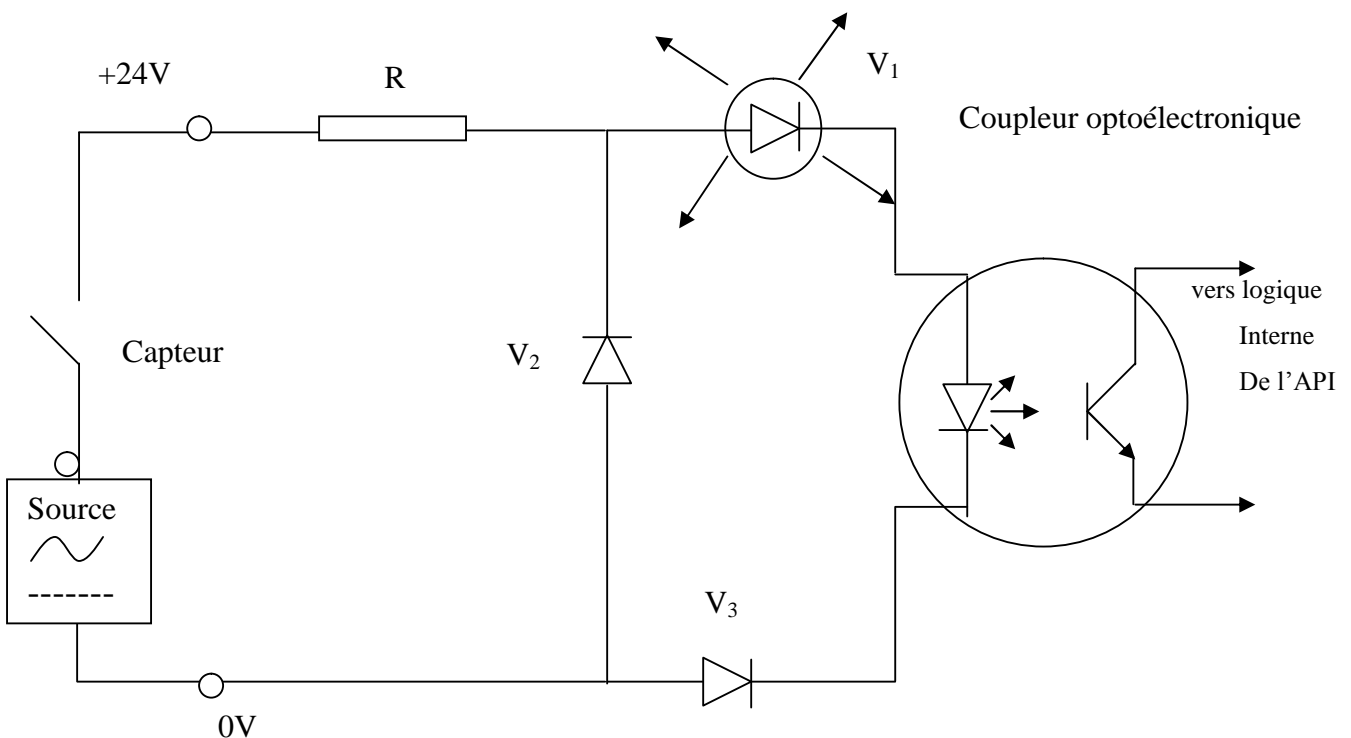 +24V
R
V₁
Coupleur optoélectronique
vers logique
Interne
De l'API
Capteur
V₂
Source
V₃
0V